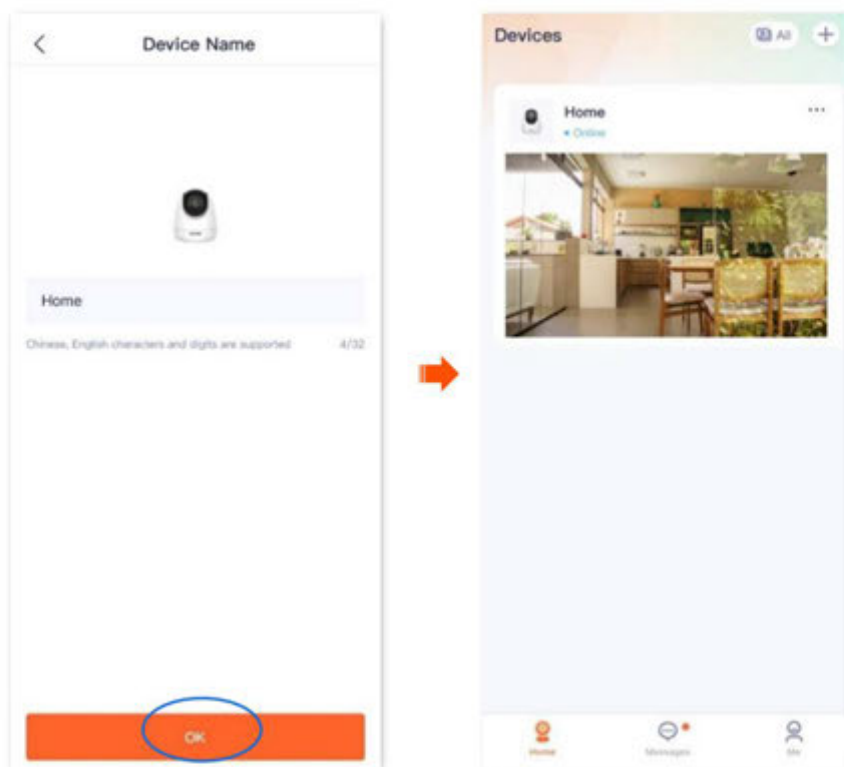 Device Name
Home
Chinese, English characters and digits are supported 4/32
OK
Devices
All
Home
Online
Home
Messages
Me